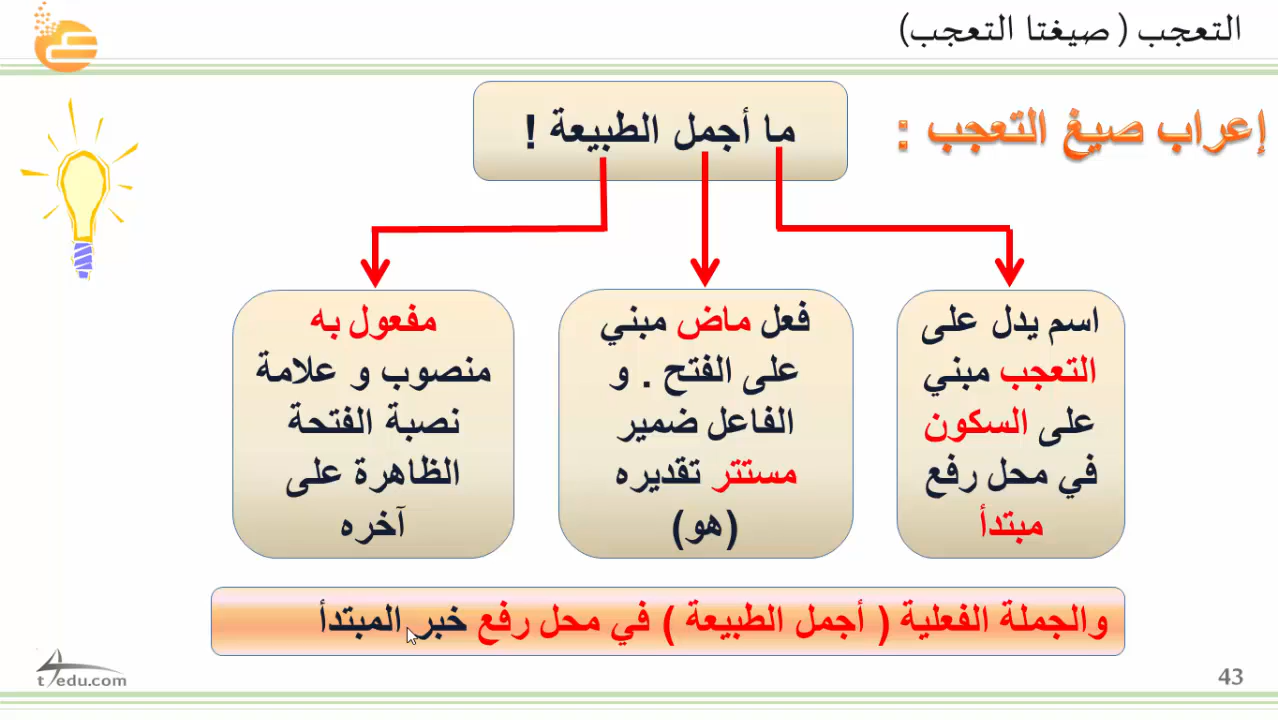 التعجب ( صيغتا التعجب)
إعراب صيغ التعجب :
ما أجمل الطبيعة !
اسم يدل على
التعجب مبني
على السكون
في محل رفع
مبتدأ
فعل ماض مبني
على الفتح . و
الفاعل ضمير
مستتر تقديره
(هو)
مفعول به
منصوب و علامة
نصبة الفتحة
الظاهرة على
آخره
والجملة الفعلية ( أجمل الطبيعة ) في محل رفع خبر المبتدأ
t4edu.com
43